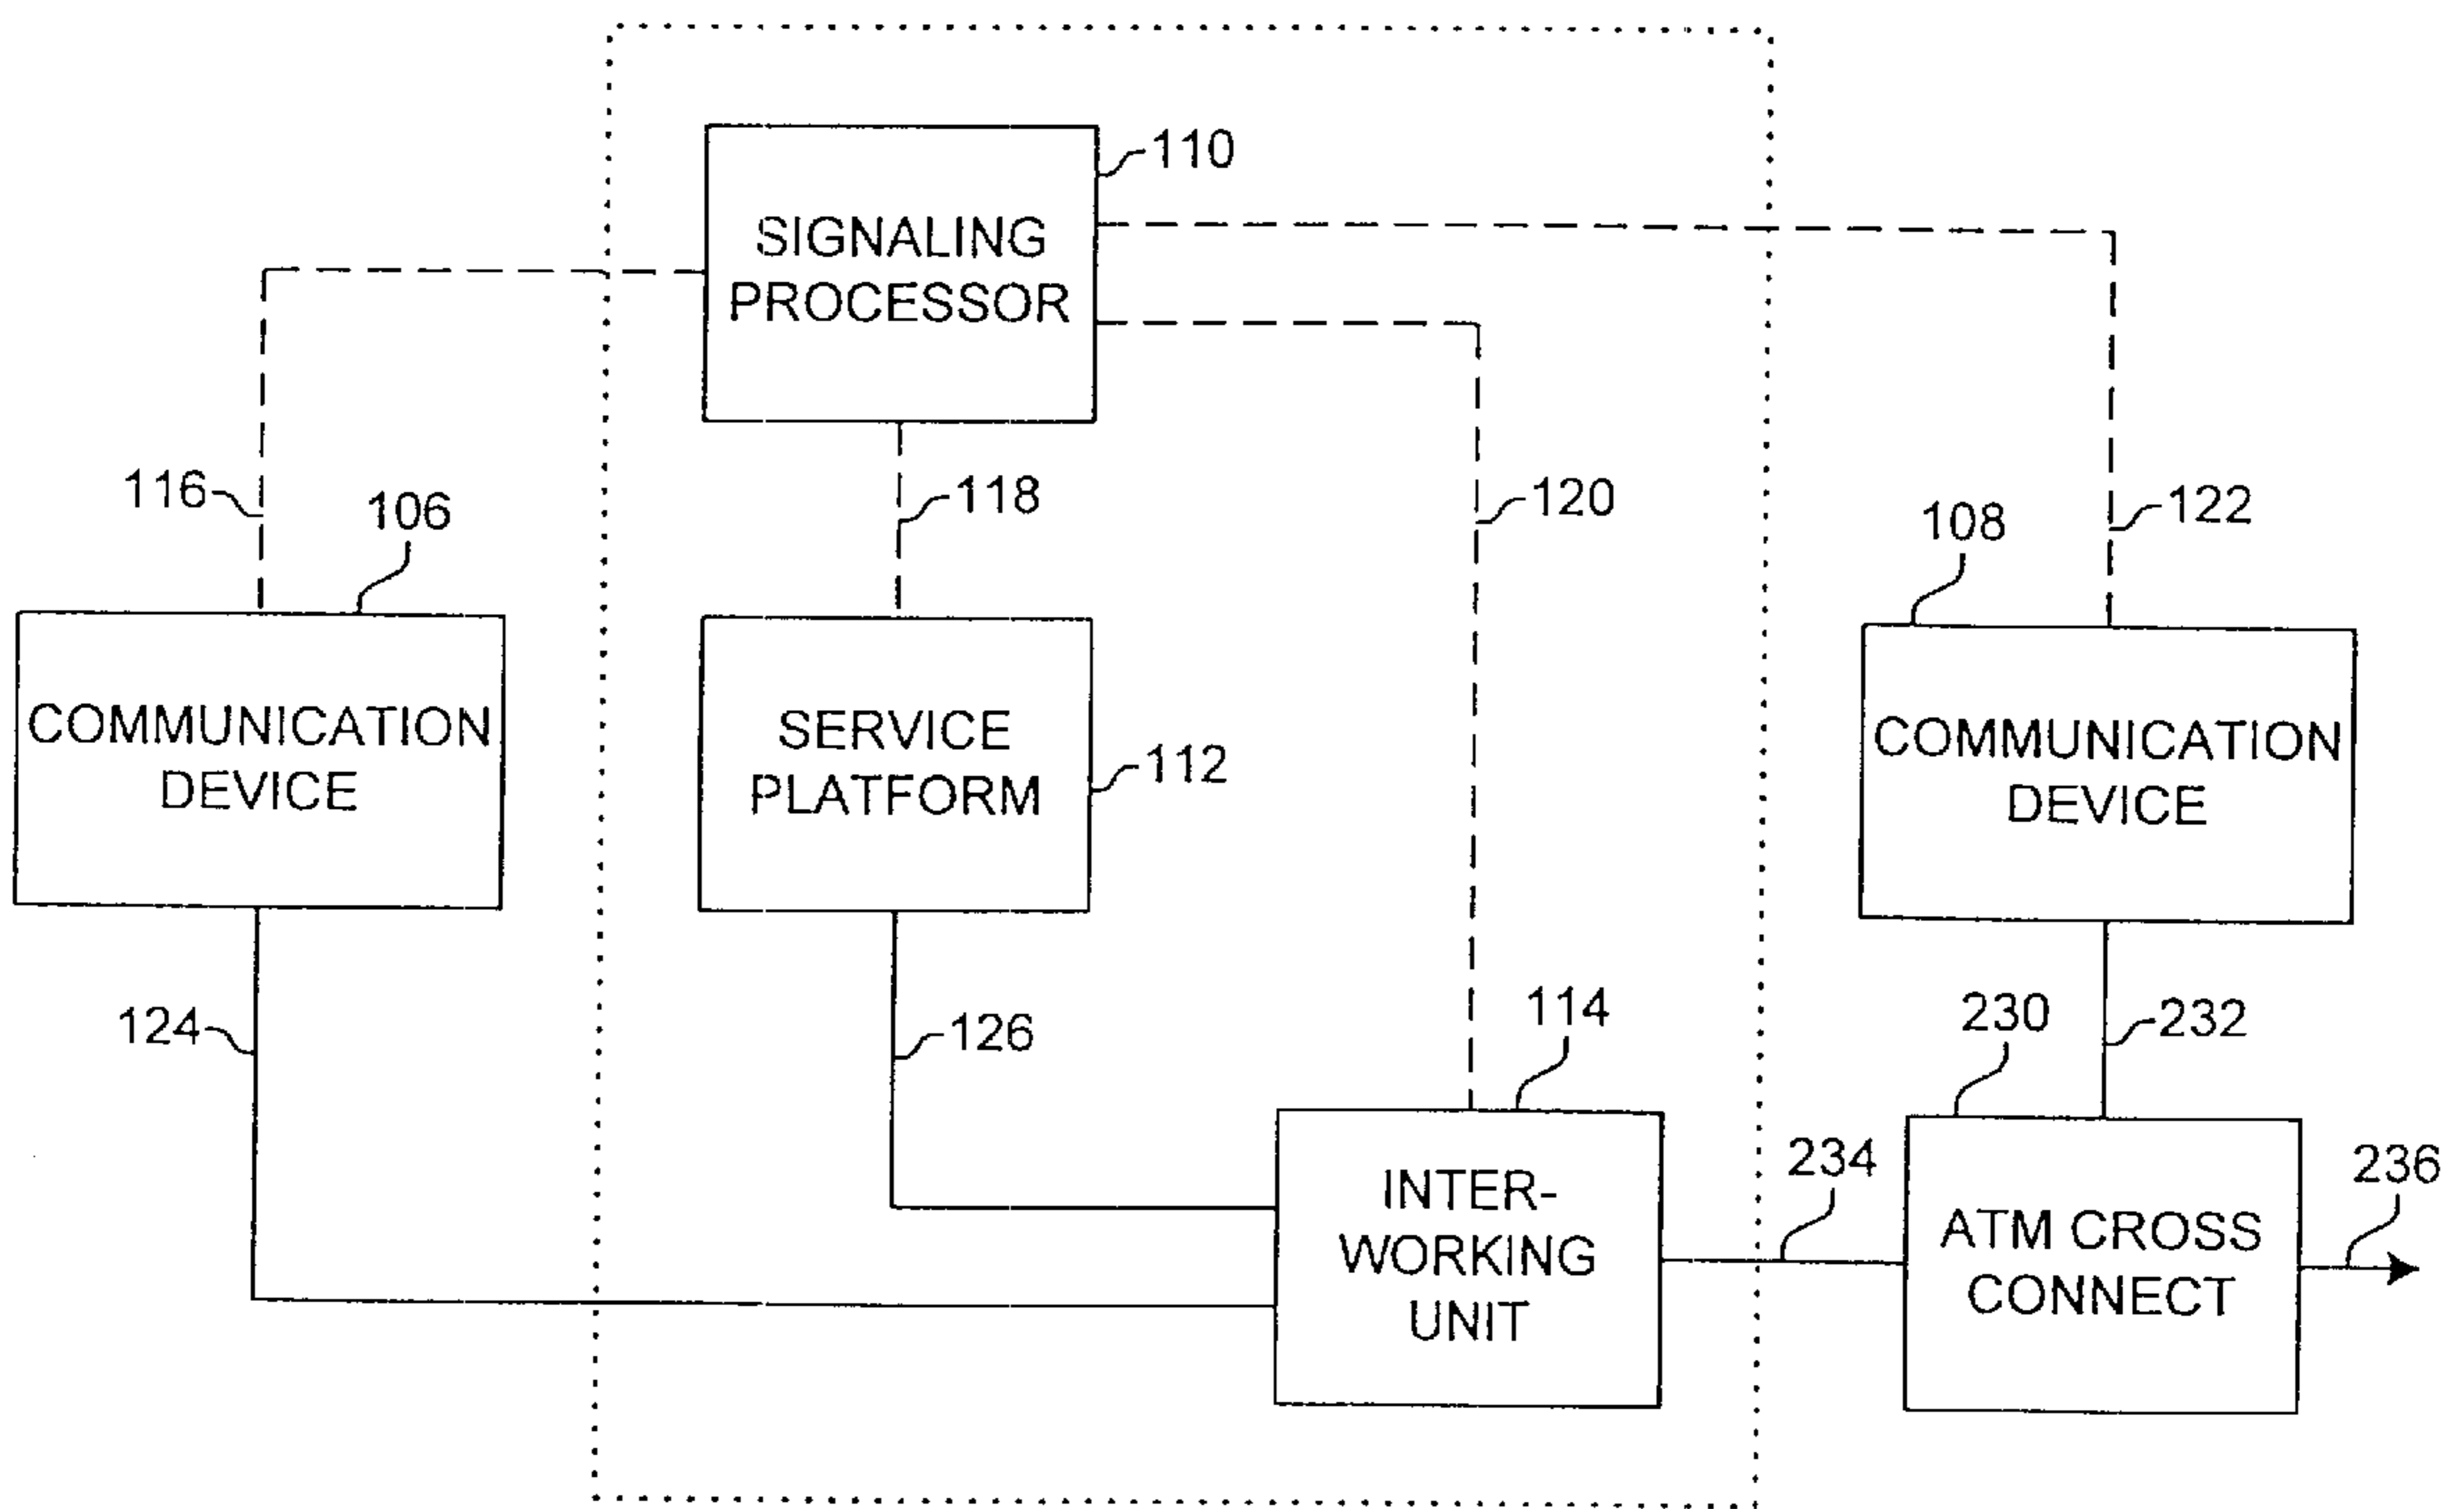 110
SIGNALING
PROCESSOR
116
106
118
120
108
122
COMMUNICATION
DEVICE
SERVICE
PLATFORM
112
COMMUNICATION
DEVICE
124
126
114
230
232
INTER-
WORKING
UNIT
234
ATM CROSS
CONNECT
236